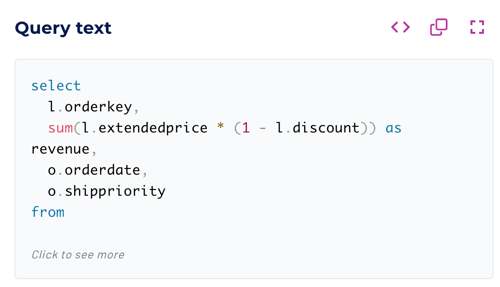 Query text
select
l.orderkey,
sum(l.extendedprice * (1 - l.discount)) as
revenue,
o.orderdate,
o.shippriority
from
Click to see more